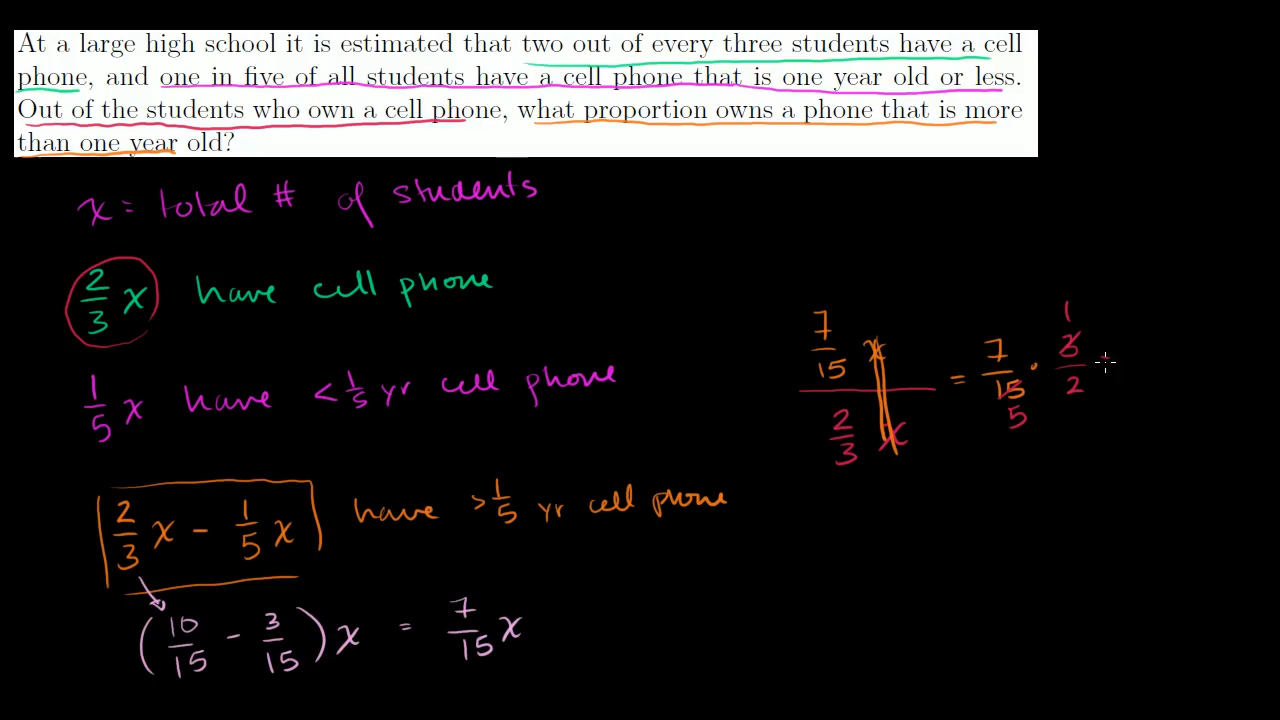 At a large high school it is estimated that two out of every three students have a cell
phone, and one in five of all students have a cell phone that is one year old or less.
Out of the students who own a cell phone, what proportion owns a phone that is more
than one year old?
x = total # of students
2/3 x have cell phone
1/5 x have < 1/5 yr cell phone
2/3 x - 1/5 x have > 1/5 yr cell phone
(10/15 - 3/15) x = 7/15 x
7/15 x
2/3 x
= 7/15 · 3/2
1
5